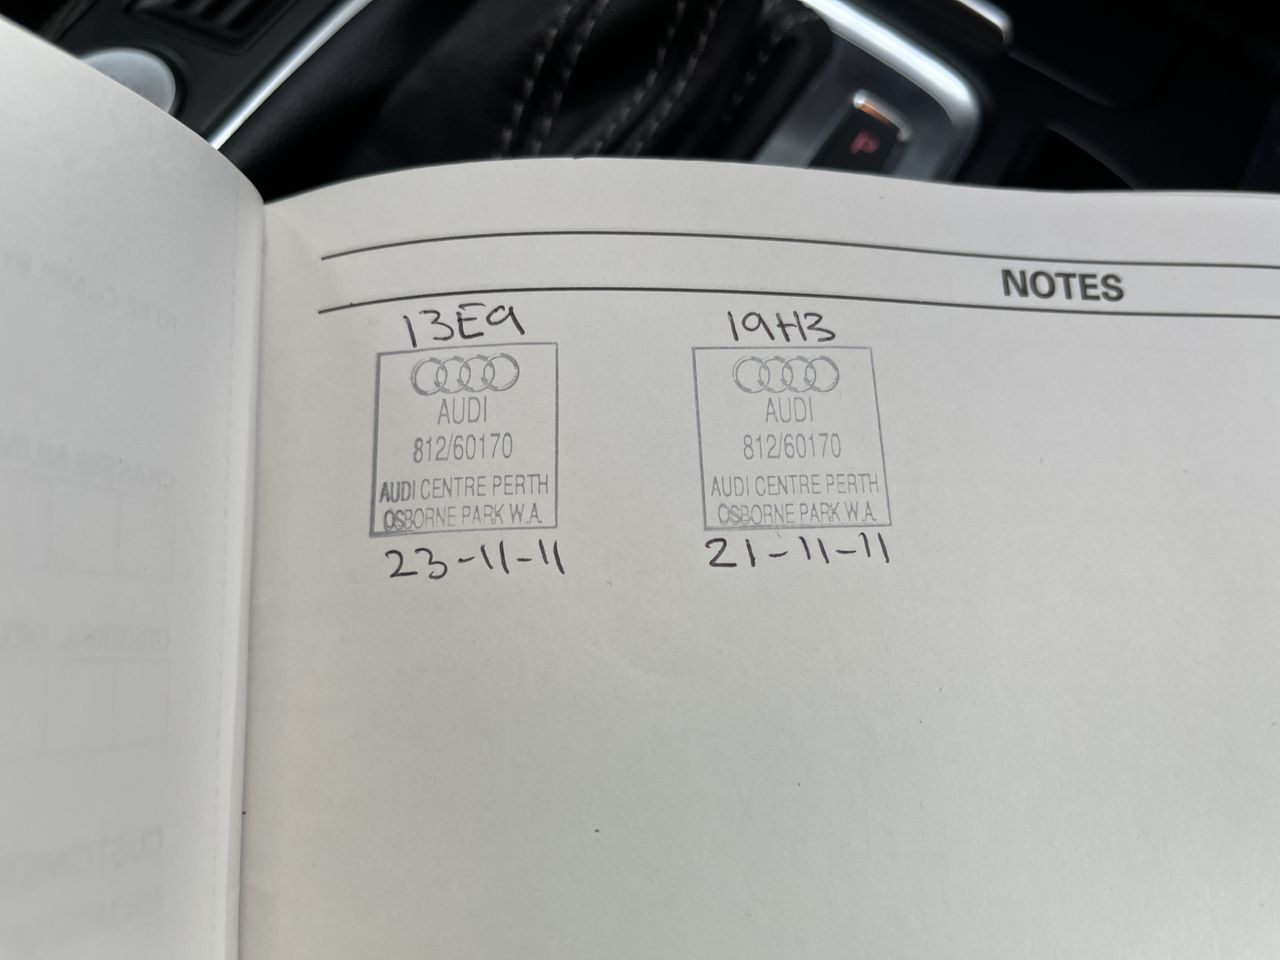 NOTES
13E9
AUDI
812/60170
AUDI CENTRE PERTH
OSBORNE PARK W.A.
23-11-11
19H3
AUDI
812/60170
AUDI CENTRE PERTH
OSBORNE PARK W.A.
21-11-11